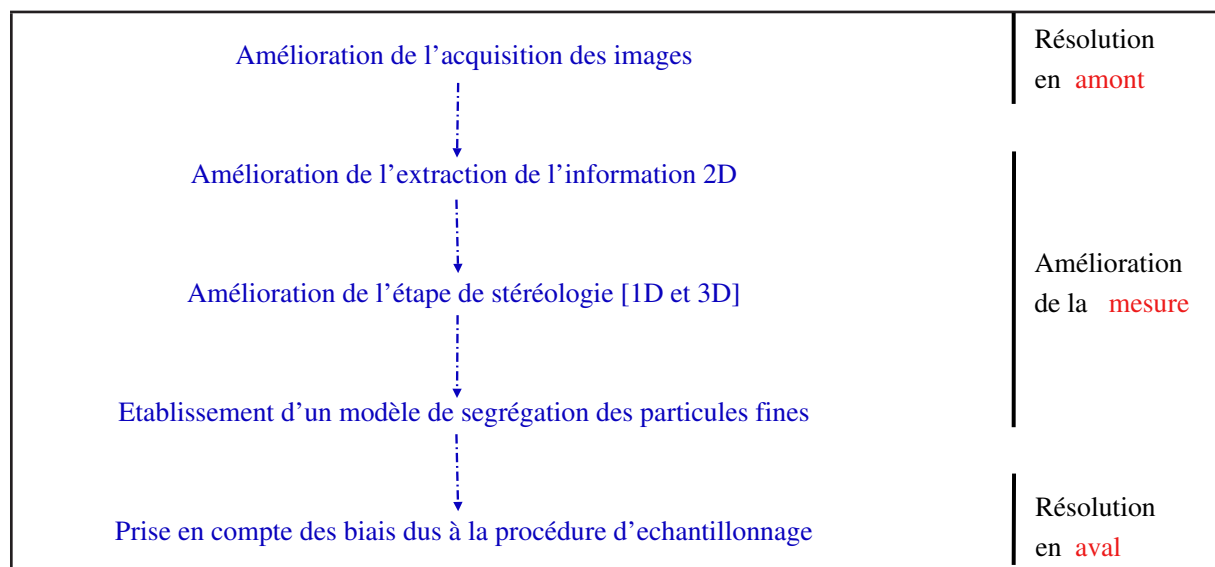 Amélioration de l'acquisition des images
Résolution
en amont
Amélioration de l'extraction de l'information 2D
Amélioration de l'étape de stéréologie [1D et 3D]
Amélioration
de la mesure
Etablissement d'un modèle de segrégation des particules fines
Prise en compte des biais dus à la procédure d'echantillonnage
Résolution
en aval